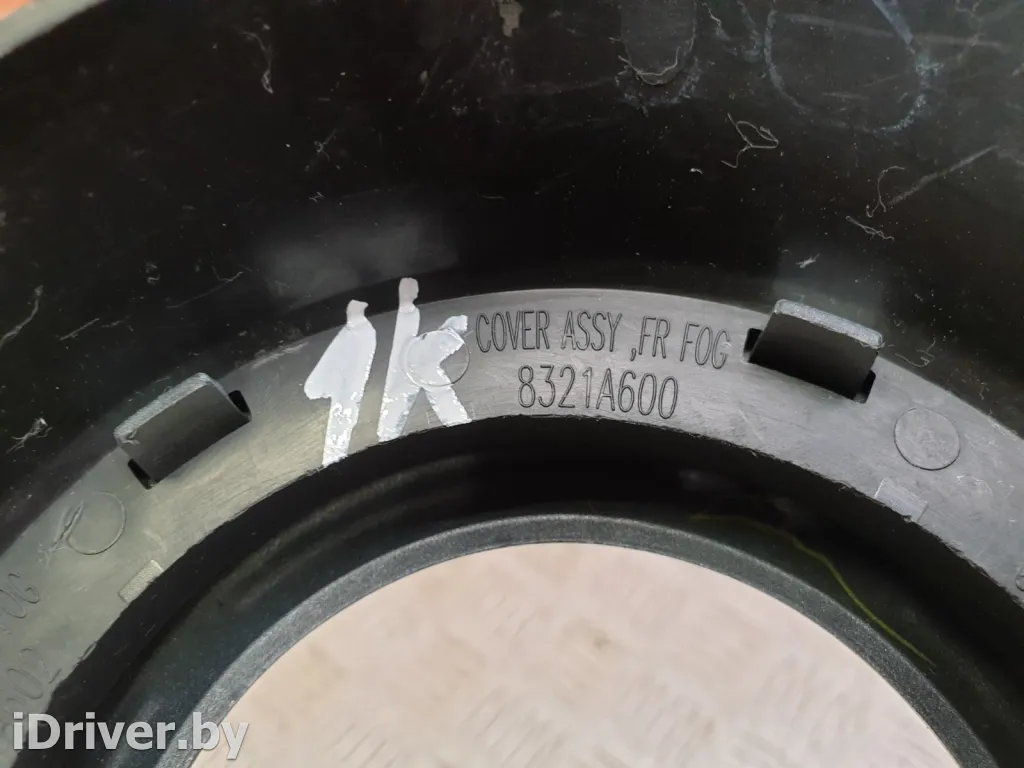 1K
COVER ASSY ,FR FOG
8321A600
iDriver.by